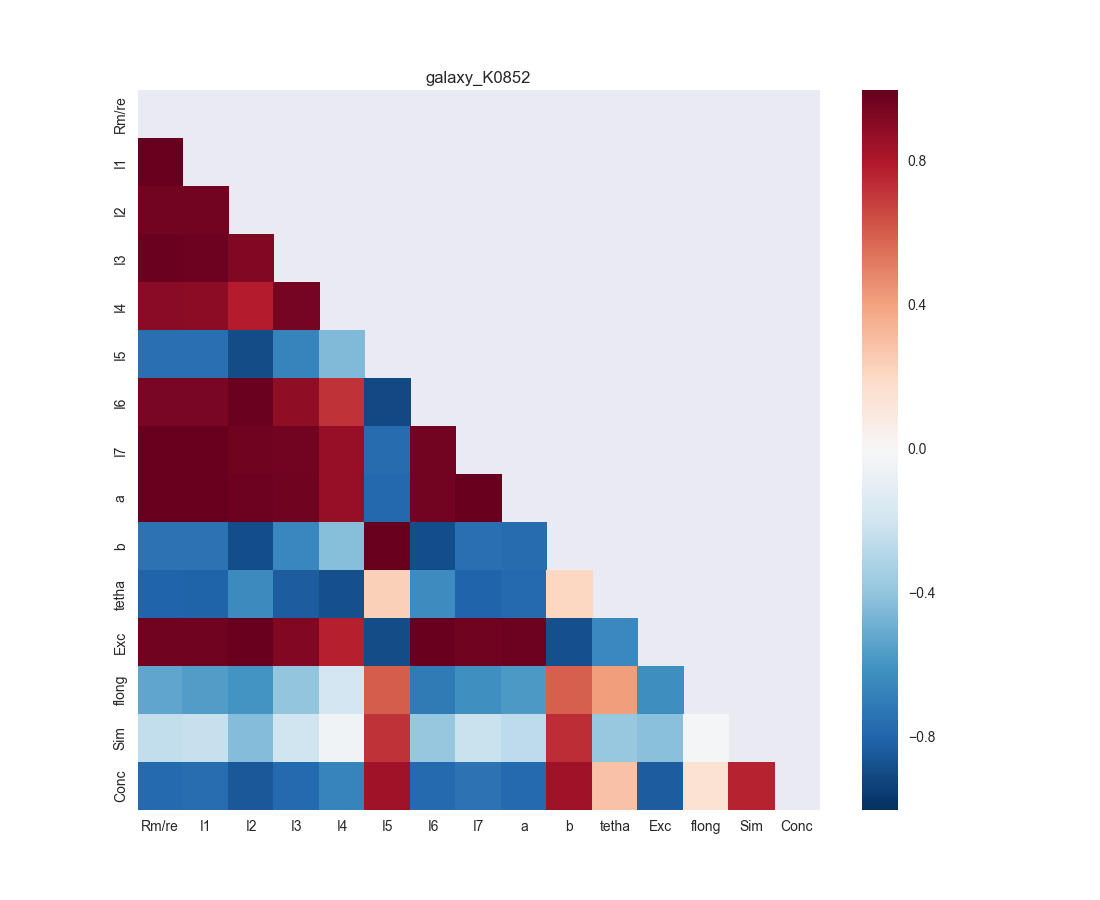 galaxy_K0852
Rm/re
I1
I2
I3
I4
I5
I6
I7
a
b
tetha
Exc
flong
Sim
Conc
Rm/re I1 I2 I3 I4 I5 I6 I7 a b tetha Exc flong Sim Conc
0.8
0.4
0.0
−0.4
−0.8